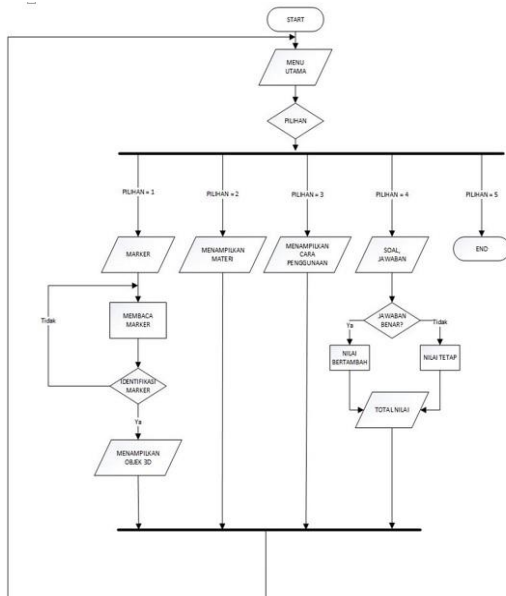 START
MENU
UTAMA
PILIHAN
PILIHAN = 1
PILIHAN = 2
PILIHAN = 3
PILIHAN = 4
PILIHAN = 5
MARKER
MENAMPILKAN
MATERI
MENAMPILKAN
CARA
PENGGUNAAN
SOAL,
JAWABAN
END
Tidak
MEMBACA
MARKER
JAWABAN
BENAR?
Ya
Tidak
NILAI
BERTAMBAH
NILAI TETAP
IDENTIFIKASI
MARKER
TOTAL NILAI
Ya
MENAMPILKAN
OBJEK 3D